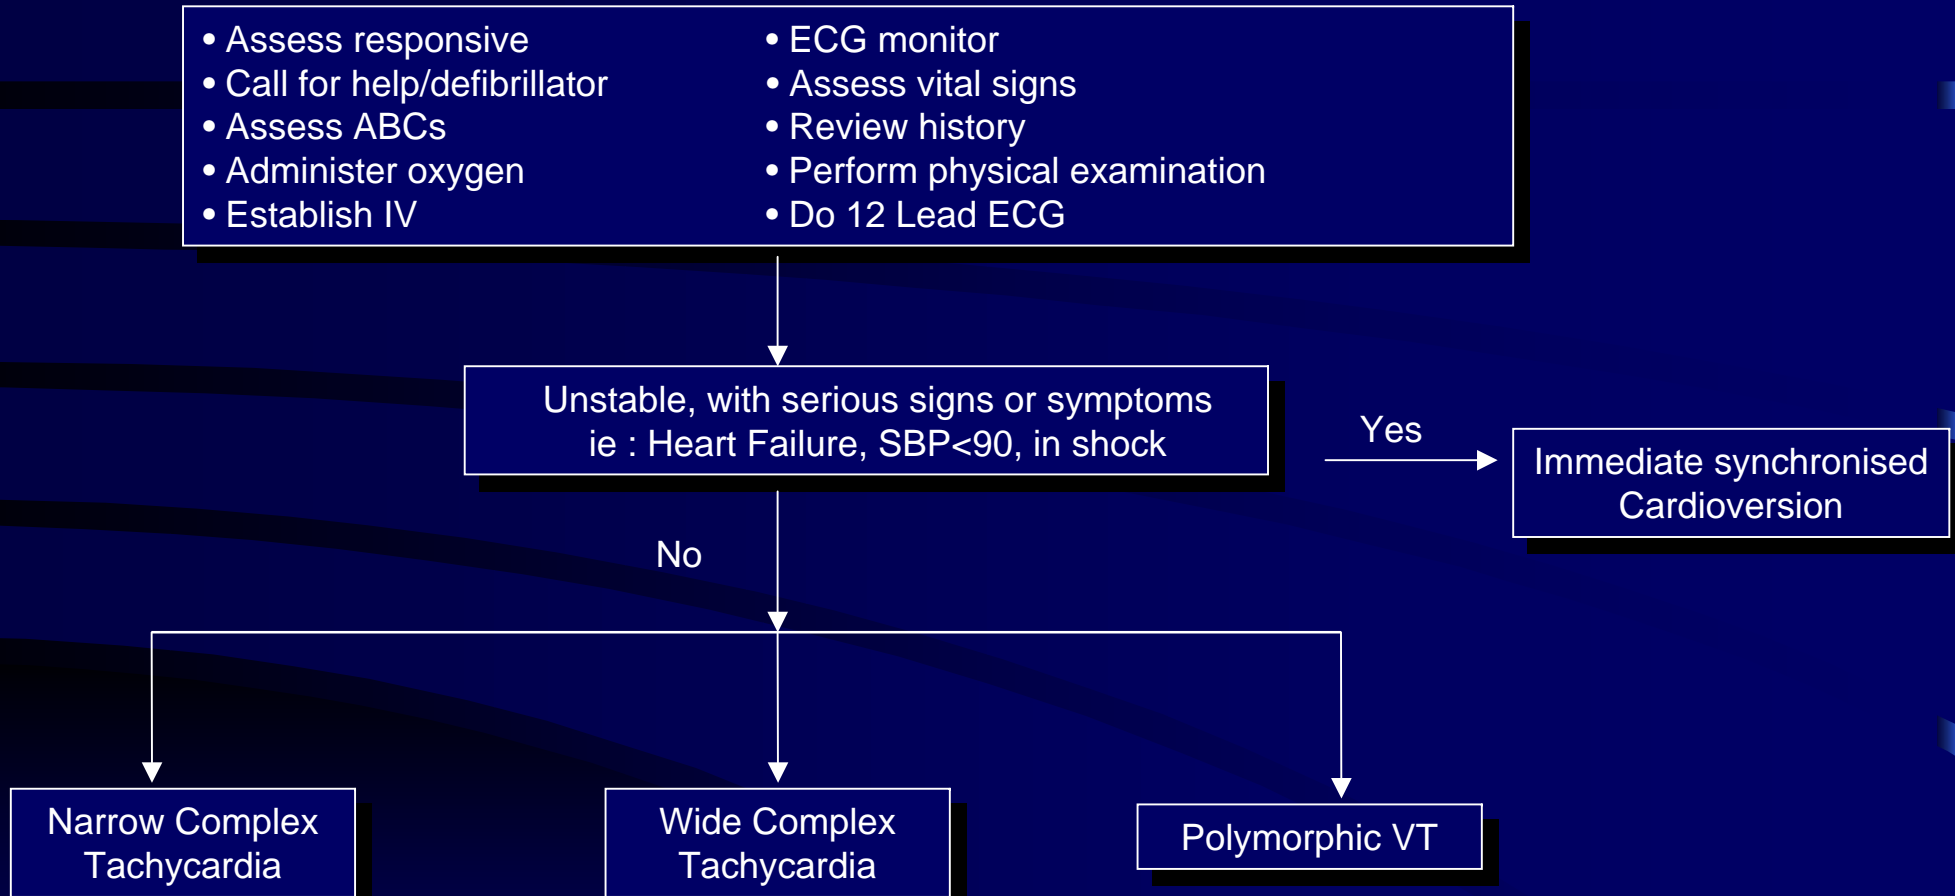 • Assess responsive
• Call for help/defibrillator
• Assess ABCs
• Administer oxygen
• Establish IV
• ECG monitor
• Assess vital signs
• Review history
• Perform physical examination
• Do 12 Lead ECG
Unstable, with serious signs or symptoms
ie : Heart Failure, SBP<90, in shock
Yes
Immediate synchronised
Cardioversion
No
Narrow Complex
Tachycardia
Wide Complex
Tachycardia
Polymorphic VT